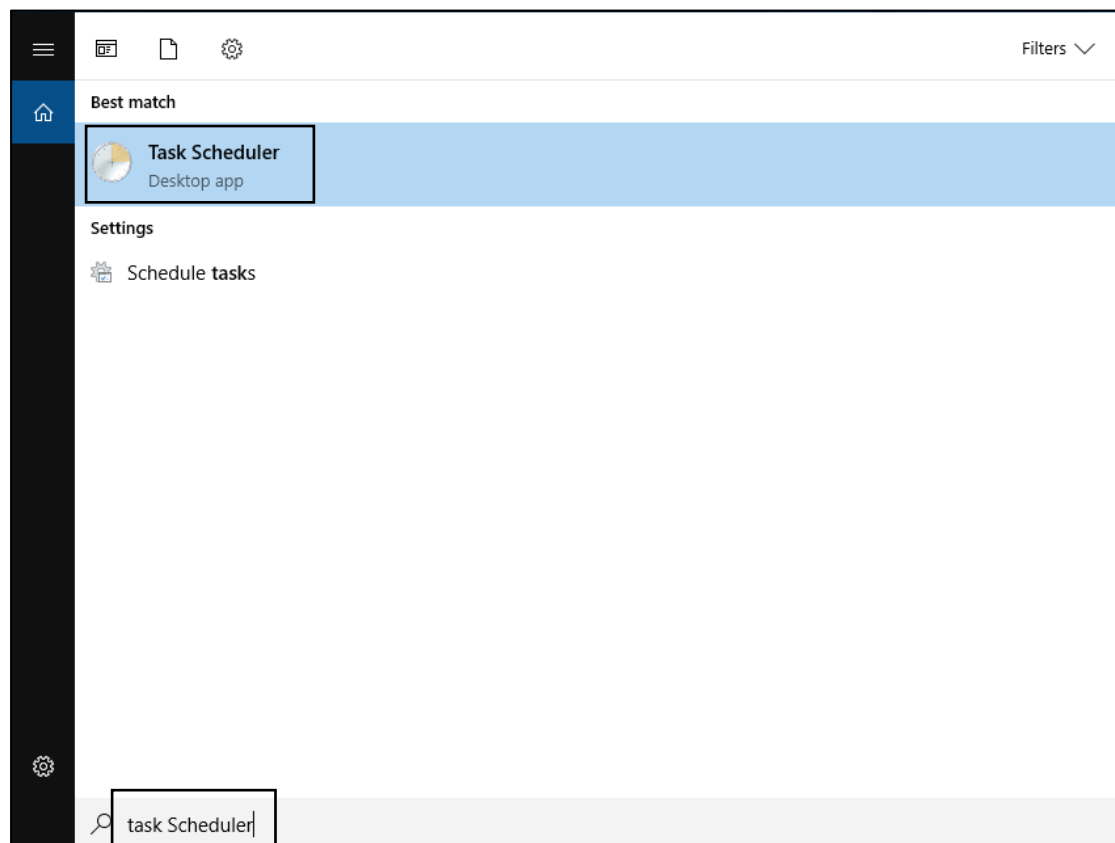 Filters
Best match
Task Scheduler
Desktop app
Settings
Schedule tasks
task Scheduler